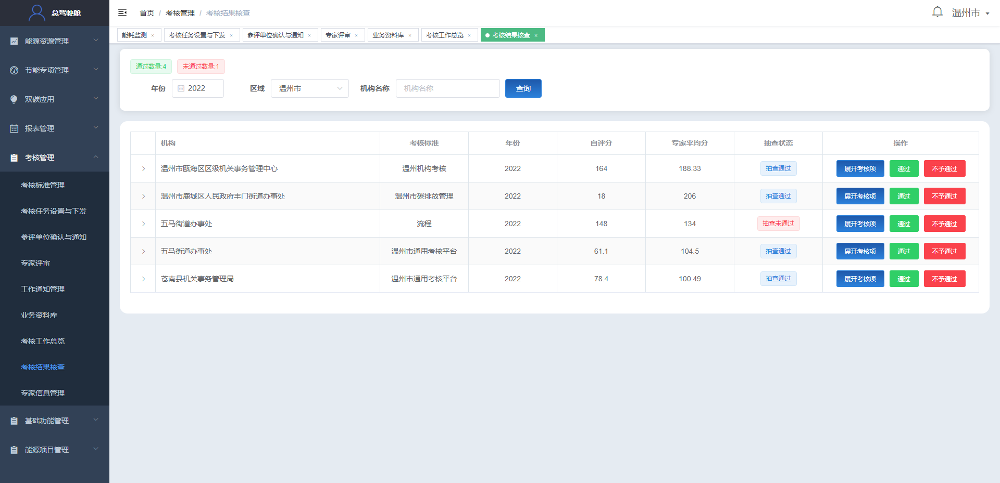 总驾驶舱
首页 / 考核管理 / 考核结果核查
温州市
能耗监测 ×
考核任务设置与下发 ×
参评单位确认与通知 ×
专家评审 ×
业务资料库 ×
考核工作总览 ×
考核结果核查 ×
能源资源管理
节能专项管理
双碳应用
报表管理
考核管理
考核标准管理
考核任务设置与下发
参评单位确认与通知
专家评审
工作通知管理
业务资料库
考核工作总览
考核结果核查
专家信息管理
基础功能管理
能源项目管理
通过数量:4 未通过数量:1
年份 2022 区域 温州市 机构名称 机构名称 查询
机构 考核标准 年份 自评分 专家平均分 抽查状态 操作
温州市瓯海区区级机关事务管理中心 温州机构考核 2022 164 188.33 抽查通过 展开考核项 通过 不予通过
温州市鹿城区人民政府丰门街道办事处 温州市碳排放管理 2022 18 206 抽查通过 展开考核项 通过 不予通过
五马街道办事处 流程 2022 148 134 抽查未通过 展开考核项 通过 不予通过
五马街道办事处 温州市通用考核平台 2022 61.1 104.5 抽查通过 展开考核项 通过 不予通过
苍南县机关事务管理局 温州市通用考核平台 2022 78.4 100.49 抽查通过 展开考核项 通过 不予通过